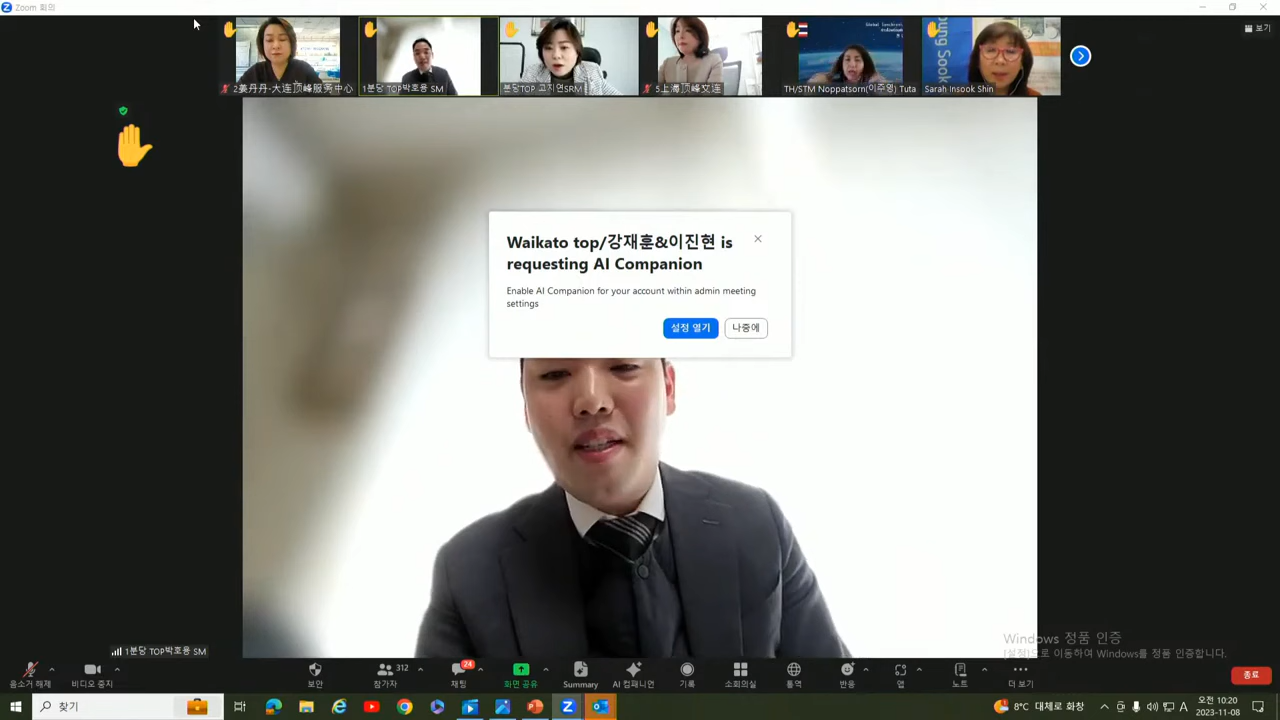 Zoom 회의
보기
2姜丹丹-大连顶峰服务中心
1분당 TOP박호용 SM
분당TOP 고지연SRM
5上海顶峰文连
TH/STM Noppatsorn(이주영) Tuta
Sarah Insook Shin
oung Sook
Waikato top/강재훈&이진현 is
requesting AI Companion
Enable AI Companion for your account within admin meeting
settings
설정 열기
나중에
1분당 TOP박호용 SM
Windows 정품 인증
[설정]으로 이동하여 Windows를 정품 인증합니다.
음소거 해제
비디오 중지
보안
312
참가자
24
채팅
화면 공유
Summary
AI 컴패니언
기록
소회의실
통역
반응
앱
노트
더 보기
종료
찾기
8°C 대체로 화창
A
오전 10:20
2023-11-08